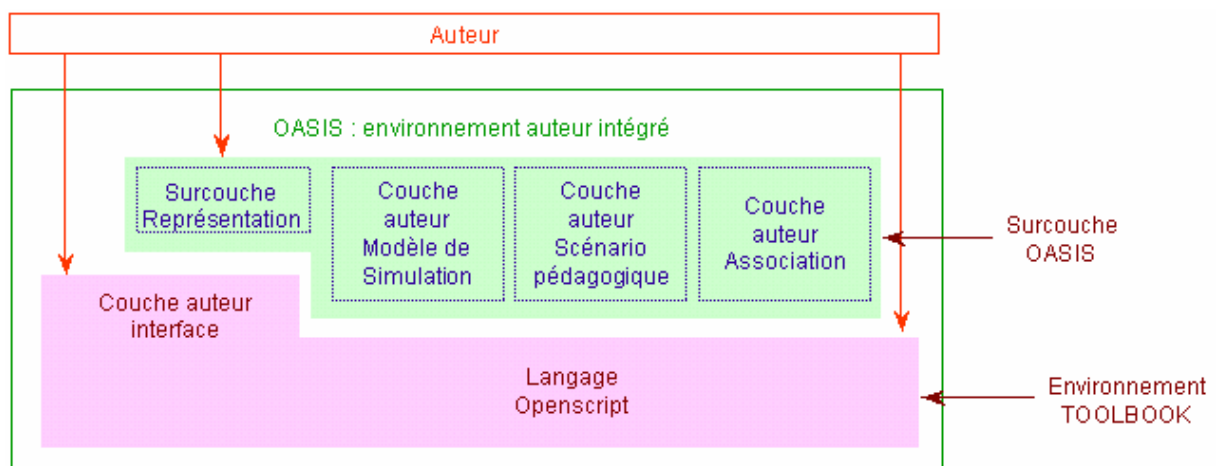 Auteur
OASIS : environnement auteur intégré
Surcouche
Représentation
Couche
auteur
Modèle de
Simulation
Couche
auteur
Scénario
pédagogique
Couche
auteur
Association
Surcouche
OASIS
Couche auteur
interface
Langage
Openscript
Environnement
TOOLBOOK